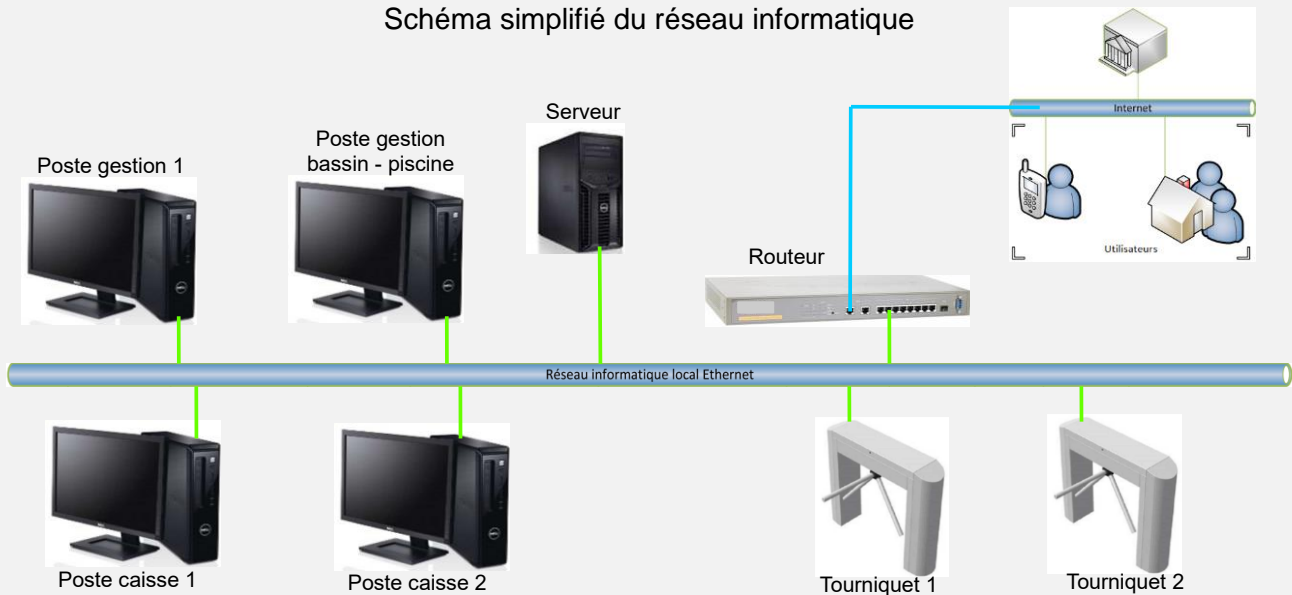 Schéma simplifié du réseau informatique
Internet
Utilisateurs
Serveur
Poste gestion 1
Poste gestion
bassin - piscine
Routeur
Réseau informatique local Ethernet
Poste caisse 1
Poste caisse 2
Tourniquet 1
Tourniquet 2